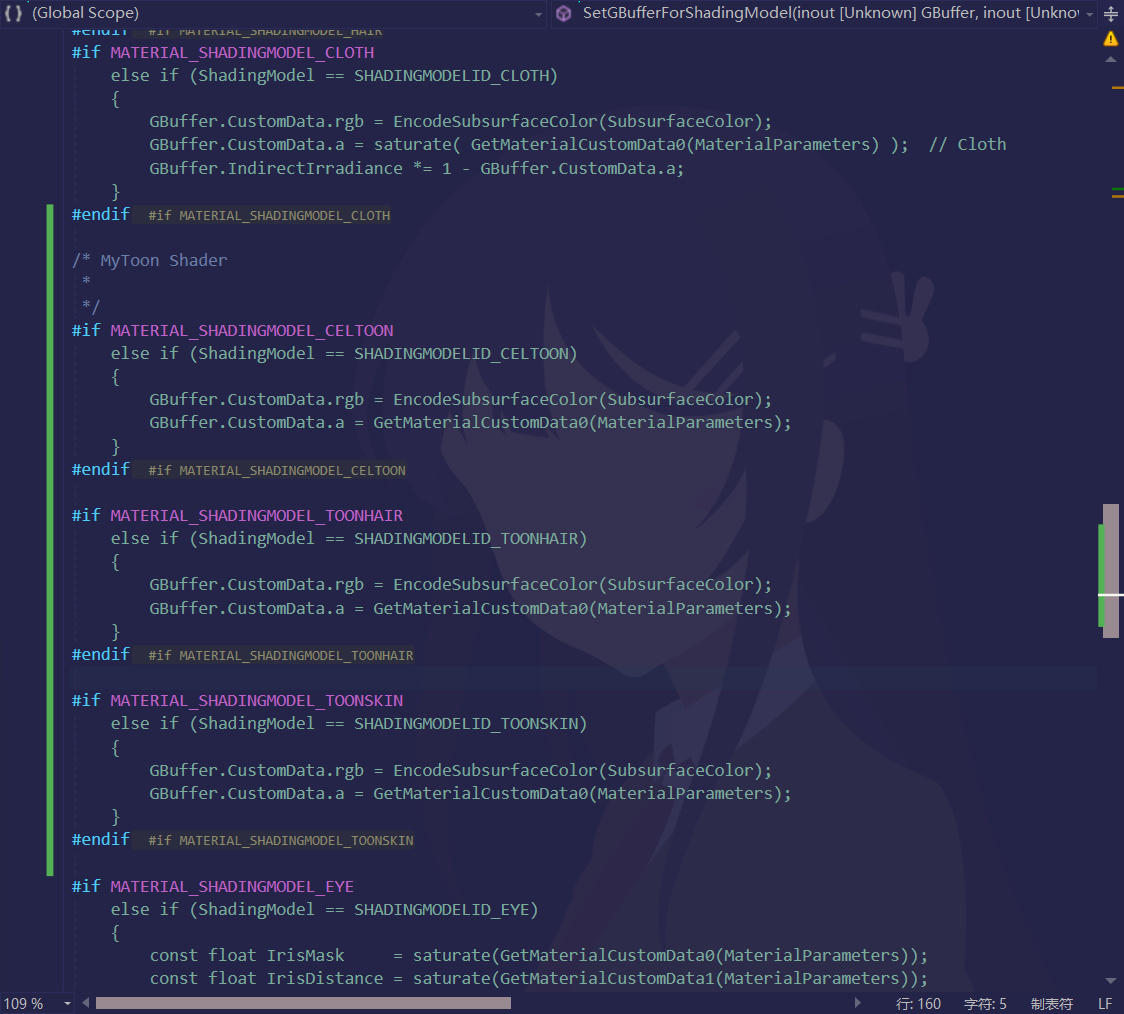 (Global Scope) SetGBufferForShadingModel(inout [Unknown] GBuffer, inout [Unkno
#endif #if MATERIAL_SHADINGMODEL_HAIR
#if MATERIAL_SHADINGMODEL_CLOTH
else if (ShadingModel == SHADINGMODELID_CLOTH)
{
GBuffer.CustomData.rgb = EncodeSubsurfaceColor(SubsurfaceColor);
GBuffer.CustomData.a = saturate( GetMaterialCustomData0(MaterialParameters) ); // Cloth
GBuffer.IndirectIrradiance *= 1 - GBuffer.CustomData.a;
}
#endif #if MATERIAL_SHADINGMODEL_CLOTH
/* MyToon Shader
*
*/
#if MATERIAL_SHADINGMODEL_CELTOON
else if (ShadingModel == SHADINGMODELID_CELTOON)
{
GBuffer.CustomData.rgb = EncodeSubsurfaceColor(SubsurfaceColor);
GBuffer.CustomData.a = GetMaterialCustomData0(MaterialParameters);
}
#endif #if MATERIAL_SHADINGMODEL_CELTOON
#if MATERIAL_SHADINGMODEL_TOONHAIR
else if (ShadingModel == SHADINGMODELID_TOONHAIR)
{
GBuffer.CustomData.rgb = EncodeSubsurfaceColor(SubsurfaceColor);
GBuffer.CustomData.a = GetMaterialCustomData0(MaterialParameters);
}
#endif #if MATERIAL_SHADINGMODEL_TOONHAIR
#if MATERIAL_SHADINGMODEL_TOONSKIN
else if (ShadingModel == SHADINGMODELID_TOONSKIN)
{
GBuffer.CustomData.rgb = EncodeSubsurfaceColor(SubsurfaceColor);
GBuffer.CustomData.a = GetMaterialCustomData0(MaterialParameters);
}
#endif #if MATERIAL_SHADINGMODEL_TOONSKIN
#if MATERIAL_SHADINGMODEL_EYE
else if (ShadingModel == SHADINGMODELID_EYE)
{
const float IrisMask = saturate(GetMaterialCustomData0(MaterialParameters));
const float IrisDistance = saturate(GetMaterialCustomData1(MaterialParameters));
109 % 行: 160 字符: 5 制表符 LF